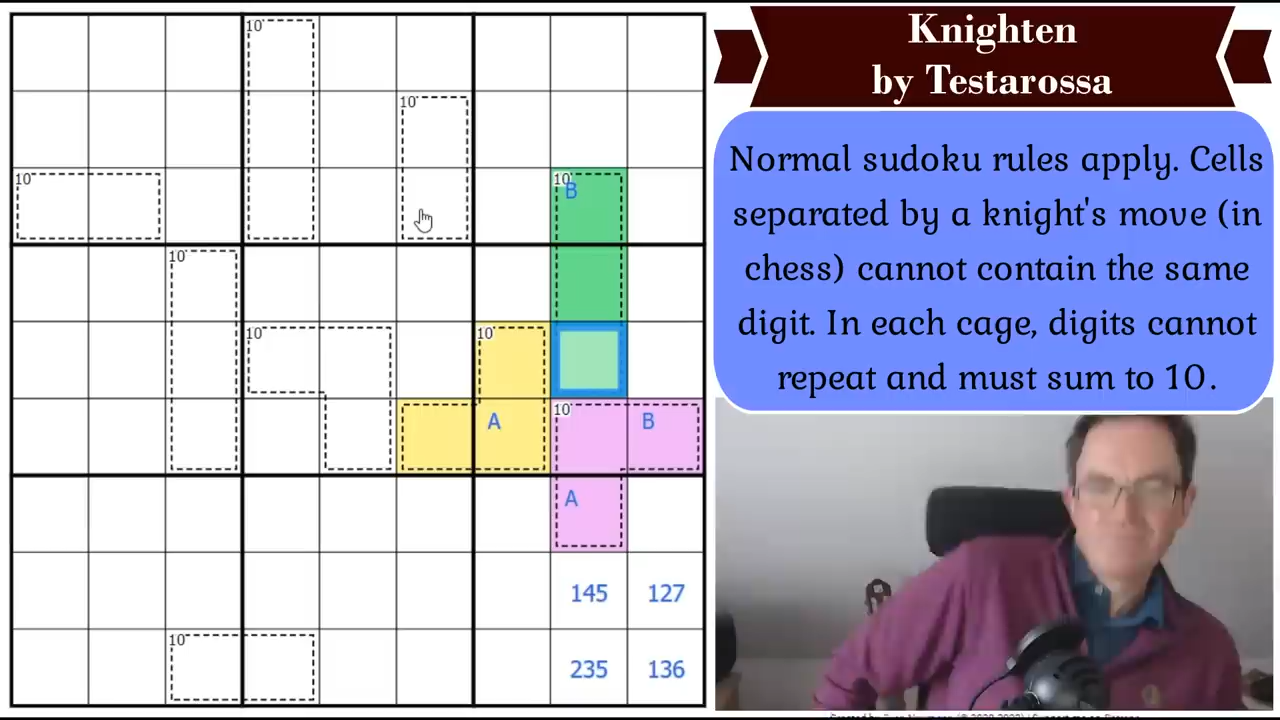 Knighten
by Testarossa
Normal sudoku rules apply. Cells
separated by a knight's move (in
chess) cannot contain the same
digit. In each cage, digits cannot
repeat and must sum to 10.
10
10
10
10
B
10
10
10
10
A
B
A
145
127
10
235
136